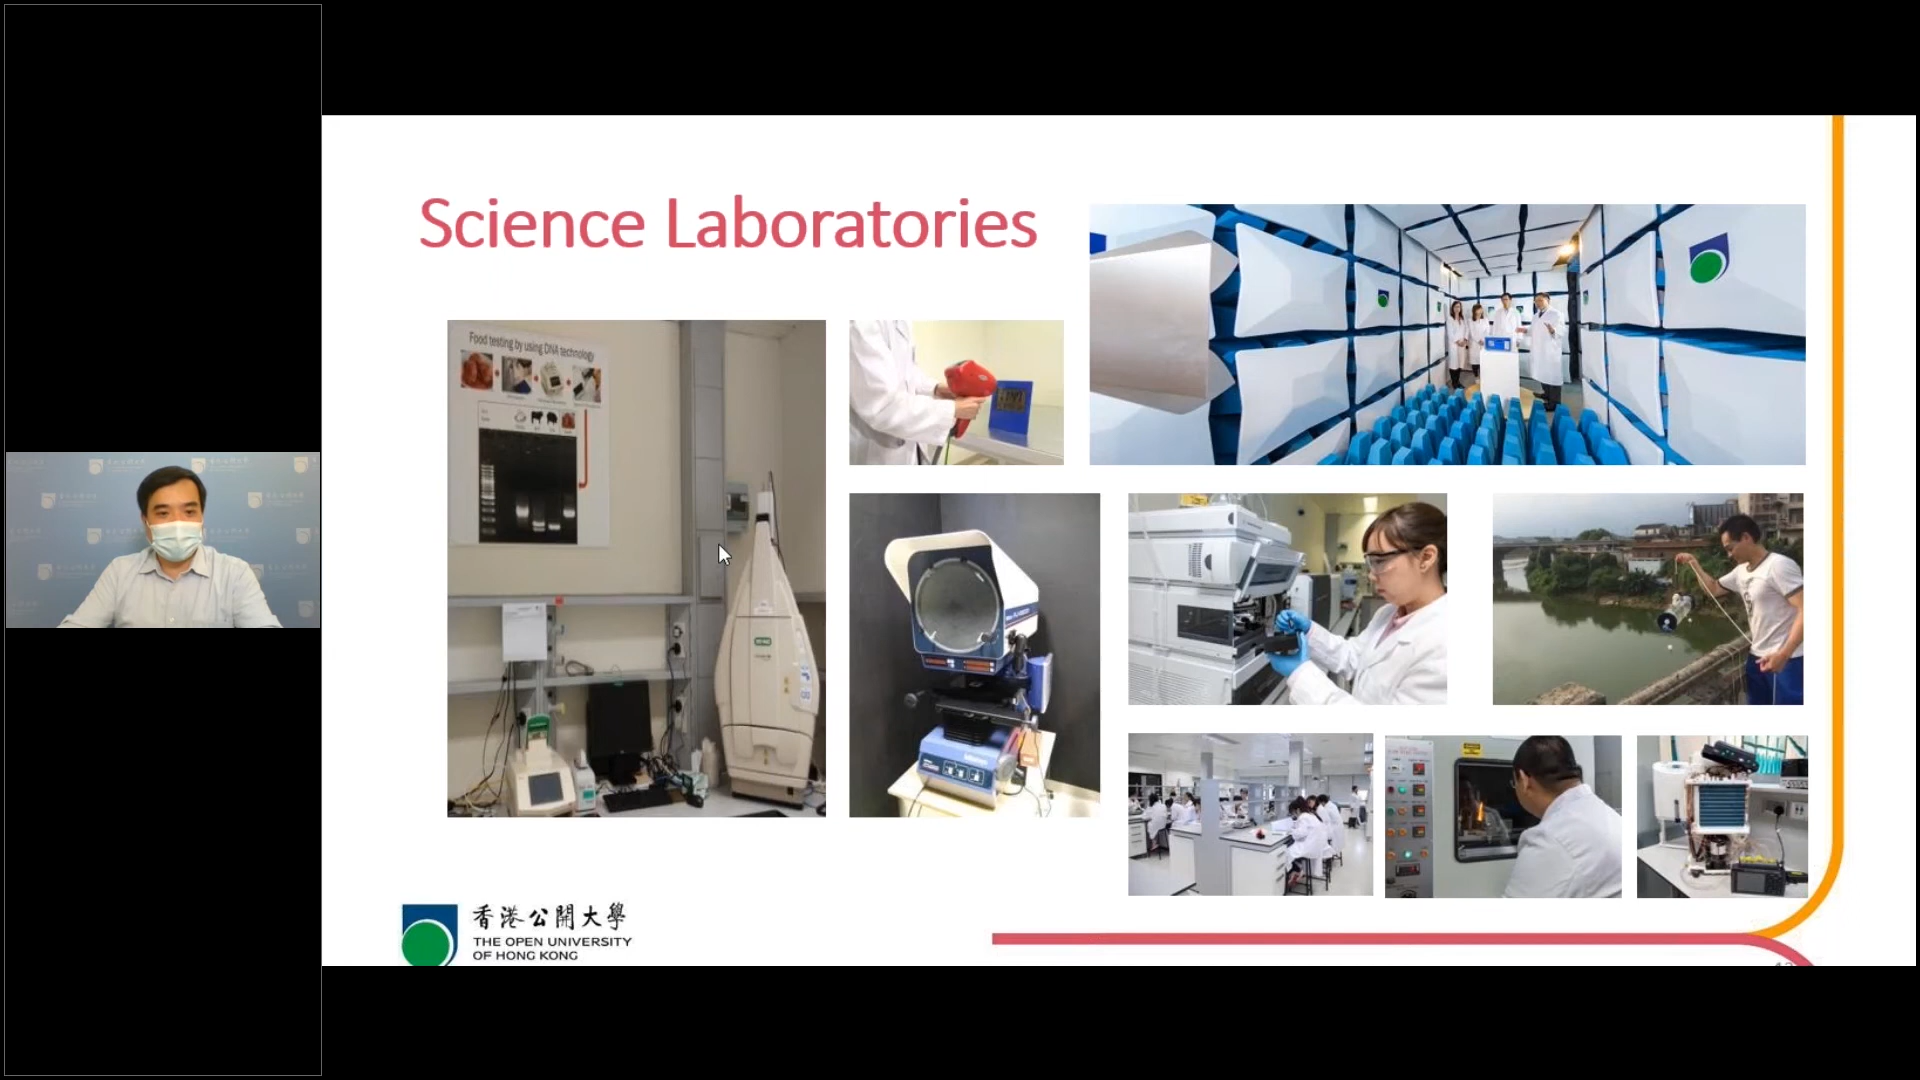 Science Laboratories
Food testing by using DNA technology
香港公開大學
THE OPEN UNIVERSITY
OF HONG KONG